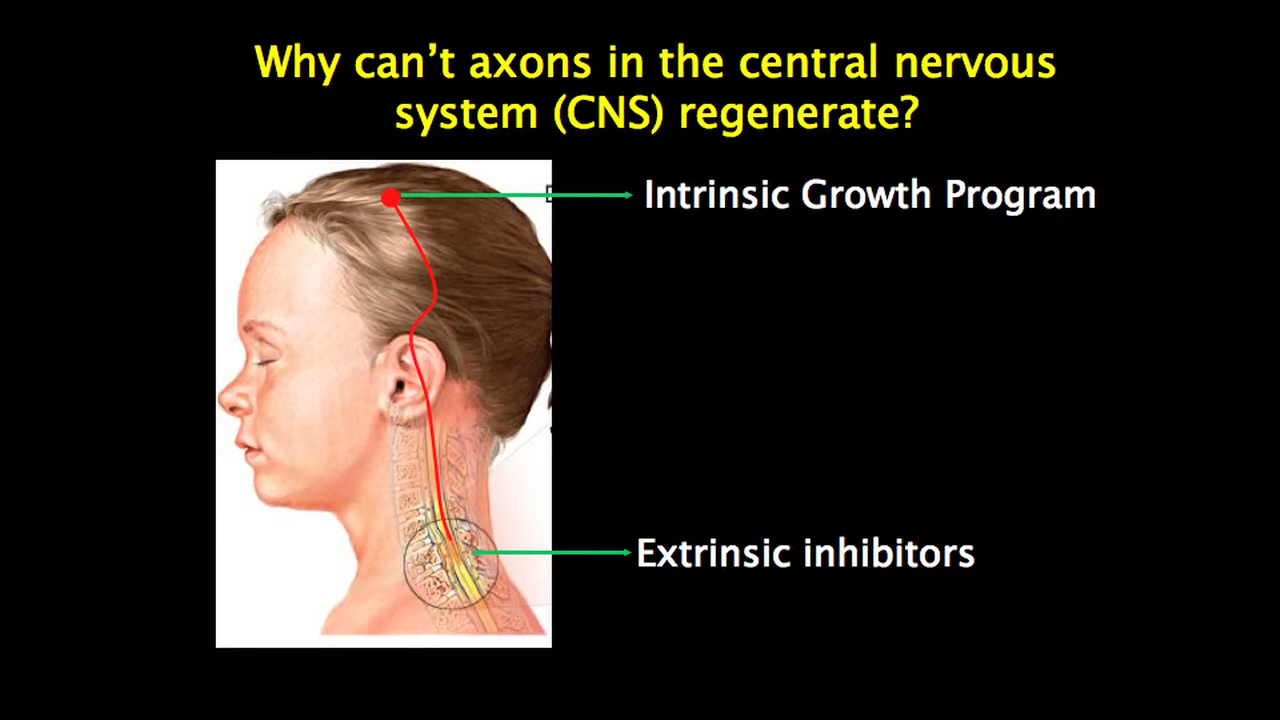 Why can’t axons in the central nervous
system (CNS) regenerate?
Intrinsic Growth Program
Extrinsic inhibitors